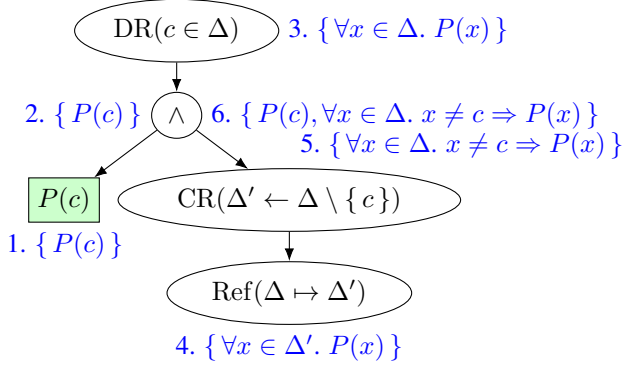 DR(c ∈ Δ) 3. { ∀x ∈ Δ. P(x) }
2. { P(c) } ∧ 6. { P(c), ∀x ∈ Δ. x ≠ c ⇒ P(x) }
5. { ∀x ∈ Δ. x ≠ c ⇒ P(x) }
P(c) CR(Δ′ ← Δ \ { c })
1. { P(c) }
Ref(Δ ↦ Δ′)
4. { ∀x ∈ Δ′. P(x) }